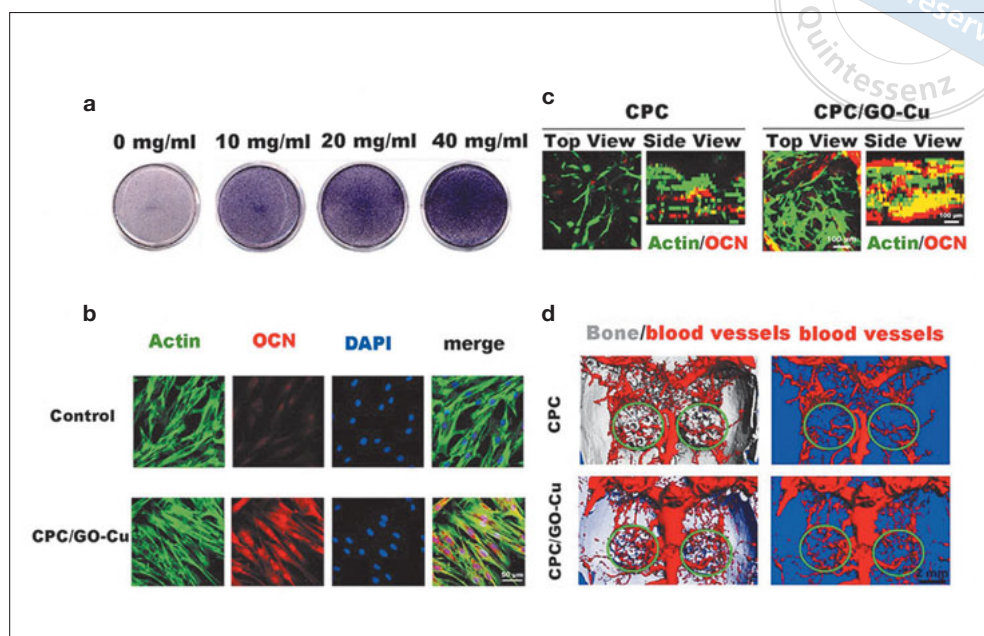 reserv
Quintessenz
a
0 mg/ml 10 mg/ml 20 mg/ml 40 mg/ml
b
Actin OCN DAPI merge
Control
CPC/GO-Cu
50 µm
c
CPC CPC/GO-Cu
Top View Side View Top View Side View
100 µm 100 µm
Actin/OCN Actin/OCN
d
Bone/blood vessels blood vessels
CPC
CPC/GO-Cu
2 mm